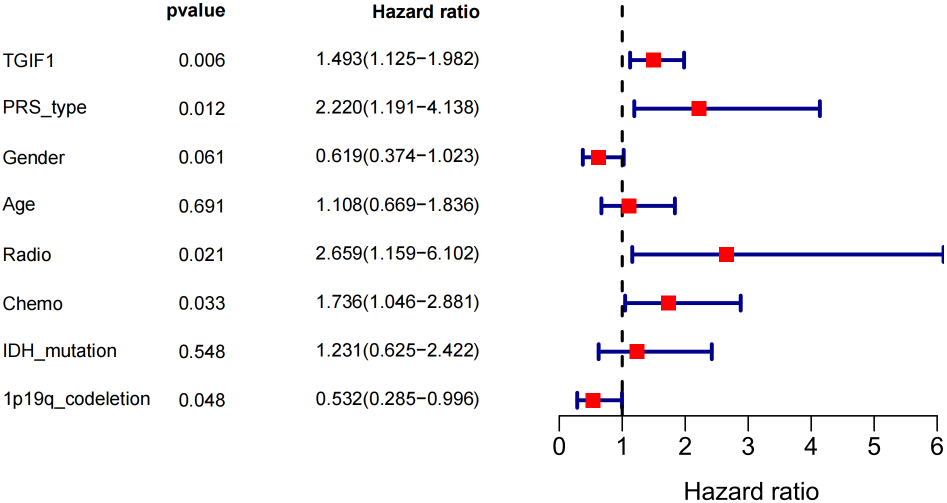 pvalue Hazard ratio
TGIF1 0.006 1.493(1.125−1.982)
PRS_type 0.012 2.220(1.191−4.138)
Gender 0.061 0.619(0.374−1.023)
Age 0.691 1.108(0.669−1.836)
Radio 0.021 2.659(1.159−6.102)
Chemo 0.033 1.736(1.046−2.881)
IDH_mutation 0.548 1.231(0.625−2.422)
1p19q_codeletion 0.048 0.532(0.285−0.996)
0 1 2 3 4 5 6
Hazard ratio